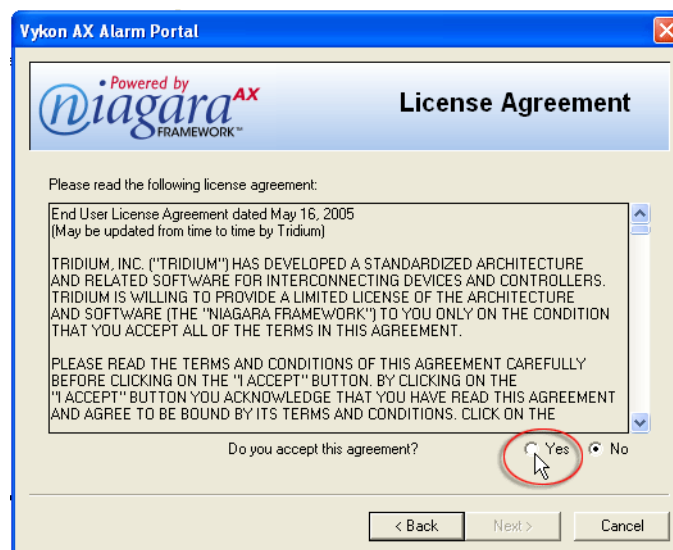 Vykon AX Alarm Portal
Powered by
niagara AX
FRAMEWORK™
License Agreement
Please read the following license agreement:
End User License Agreement dated May 16, 2005
(May be updated from time to time by Tridium)
TRIDIUM, INC. ("TRIDIUM") HAS DEVELOPED A STANDARDIZED ARCHITECTURE
AND RELATED SOFTWARE FOR INTERCONNECTING DEVICES AND CONTROLLERS.
TRIDIUM IS WILLING TO PROVIDE A LIMITED LICENSE OF THE ARCHITECTURE
AND SOFTWARE (THE "NIAGARA FRAMEWORK") TO YOU ONLY ON THE CONDITION
THAT YOU ACCEPT ALL OF THE TERMS IN THIS AGREEMENT.
PLEASE READ THE TERMS AND CONDITIONS OF THIS AGREEMENT CAREFULLY
BEFORE CLICKING ON THE "I ACCEPT" BUTTON. BY CLICKING ON THE
"I ACCEPT" BUTTON YOU ACKNOWLEDGE THAT YOU HAVE READ THIS AGREEMENT
AND AGREE TO BE BOUND BY ITS TERMS AND CONDITIONS. CLICK ON THE
Do you accept this agreement? Yes No
< Back Next > Cancel